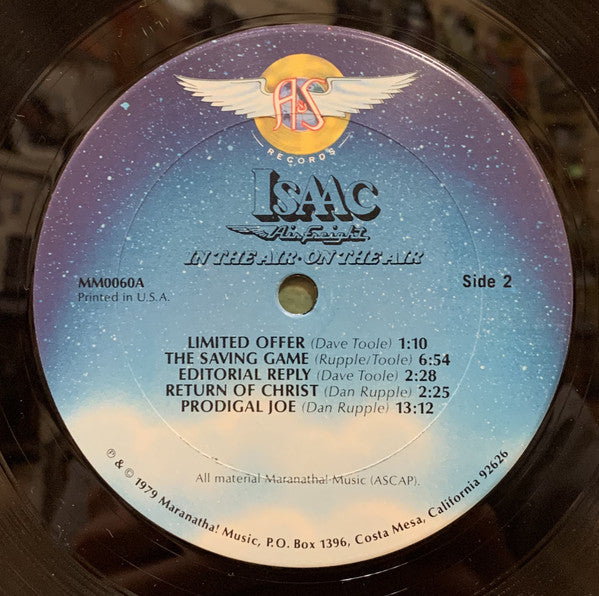 A&S
RECORDS
ISAAC
Air Freight
IN THE AIR · ON THE AIR
MM0060A
Printed in U.S.A.
Side 2
LIMITED OFFER (Dave Toole) 1:10
THE SAVING GAME (Rupple/Toole) 6:54
EDITORIAL REPLY (Dave Toole) 2:28
RETURN OF CHRIST (Dan Rupple) 2:25
PRODIGAL JOE (Dan Rupple) 13:12
All material Maranatha! Music (ASCAP).
℗ & © 1979 Maranatha! Music, P.O. Box 1396, Costa Mesa, California 92626